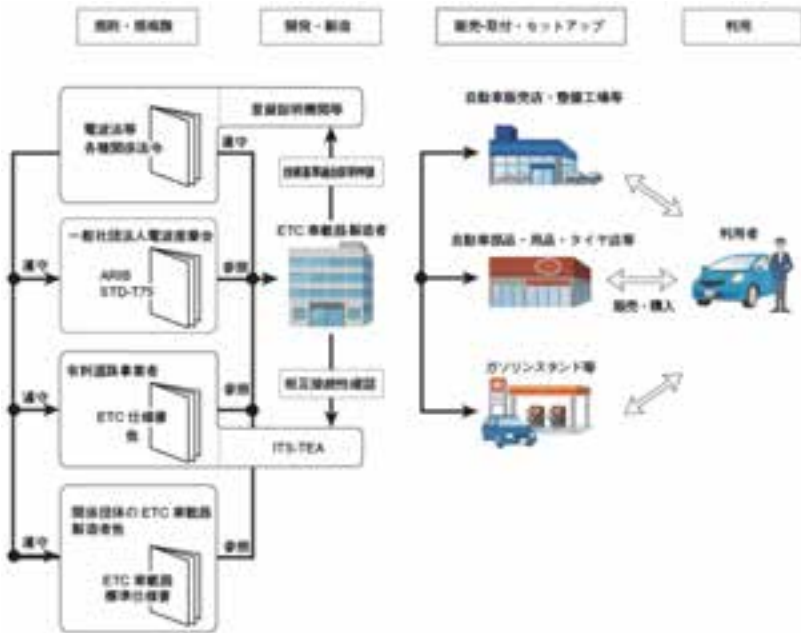 規則・規格類
開発・製造
販売・取付・セットアップ
利用
電波法等
各種関係法令
遵守
登録証明機関等
技術基準適合証明申請
一般社団法人電波産業会
ARIB
STD-T75
遵守
参照
ETC 車載器製造者
有料道路事業者
ETC 仕様書
他
遵守
参照
相互接続性確認
ITS-TEA
関係団体の ETC 車載器
製造者他
ETC 車載器
標準仕様書
遵守
参照
自動車販売店・整備工場等
自動車部品・用品・タイヤ店等
ガソリンスタンド等
利用者
販売・購入